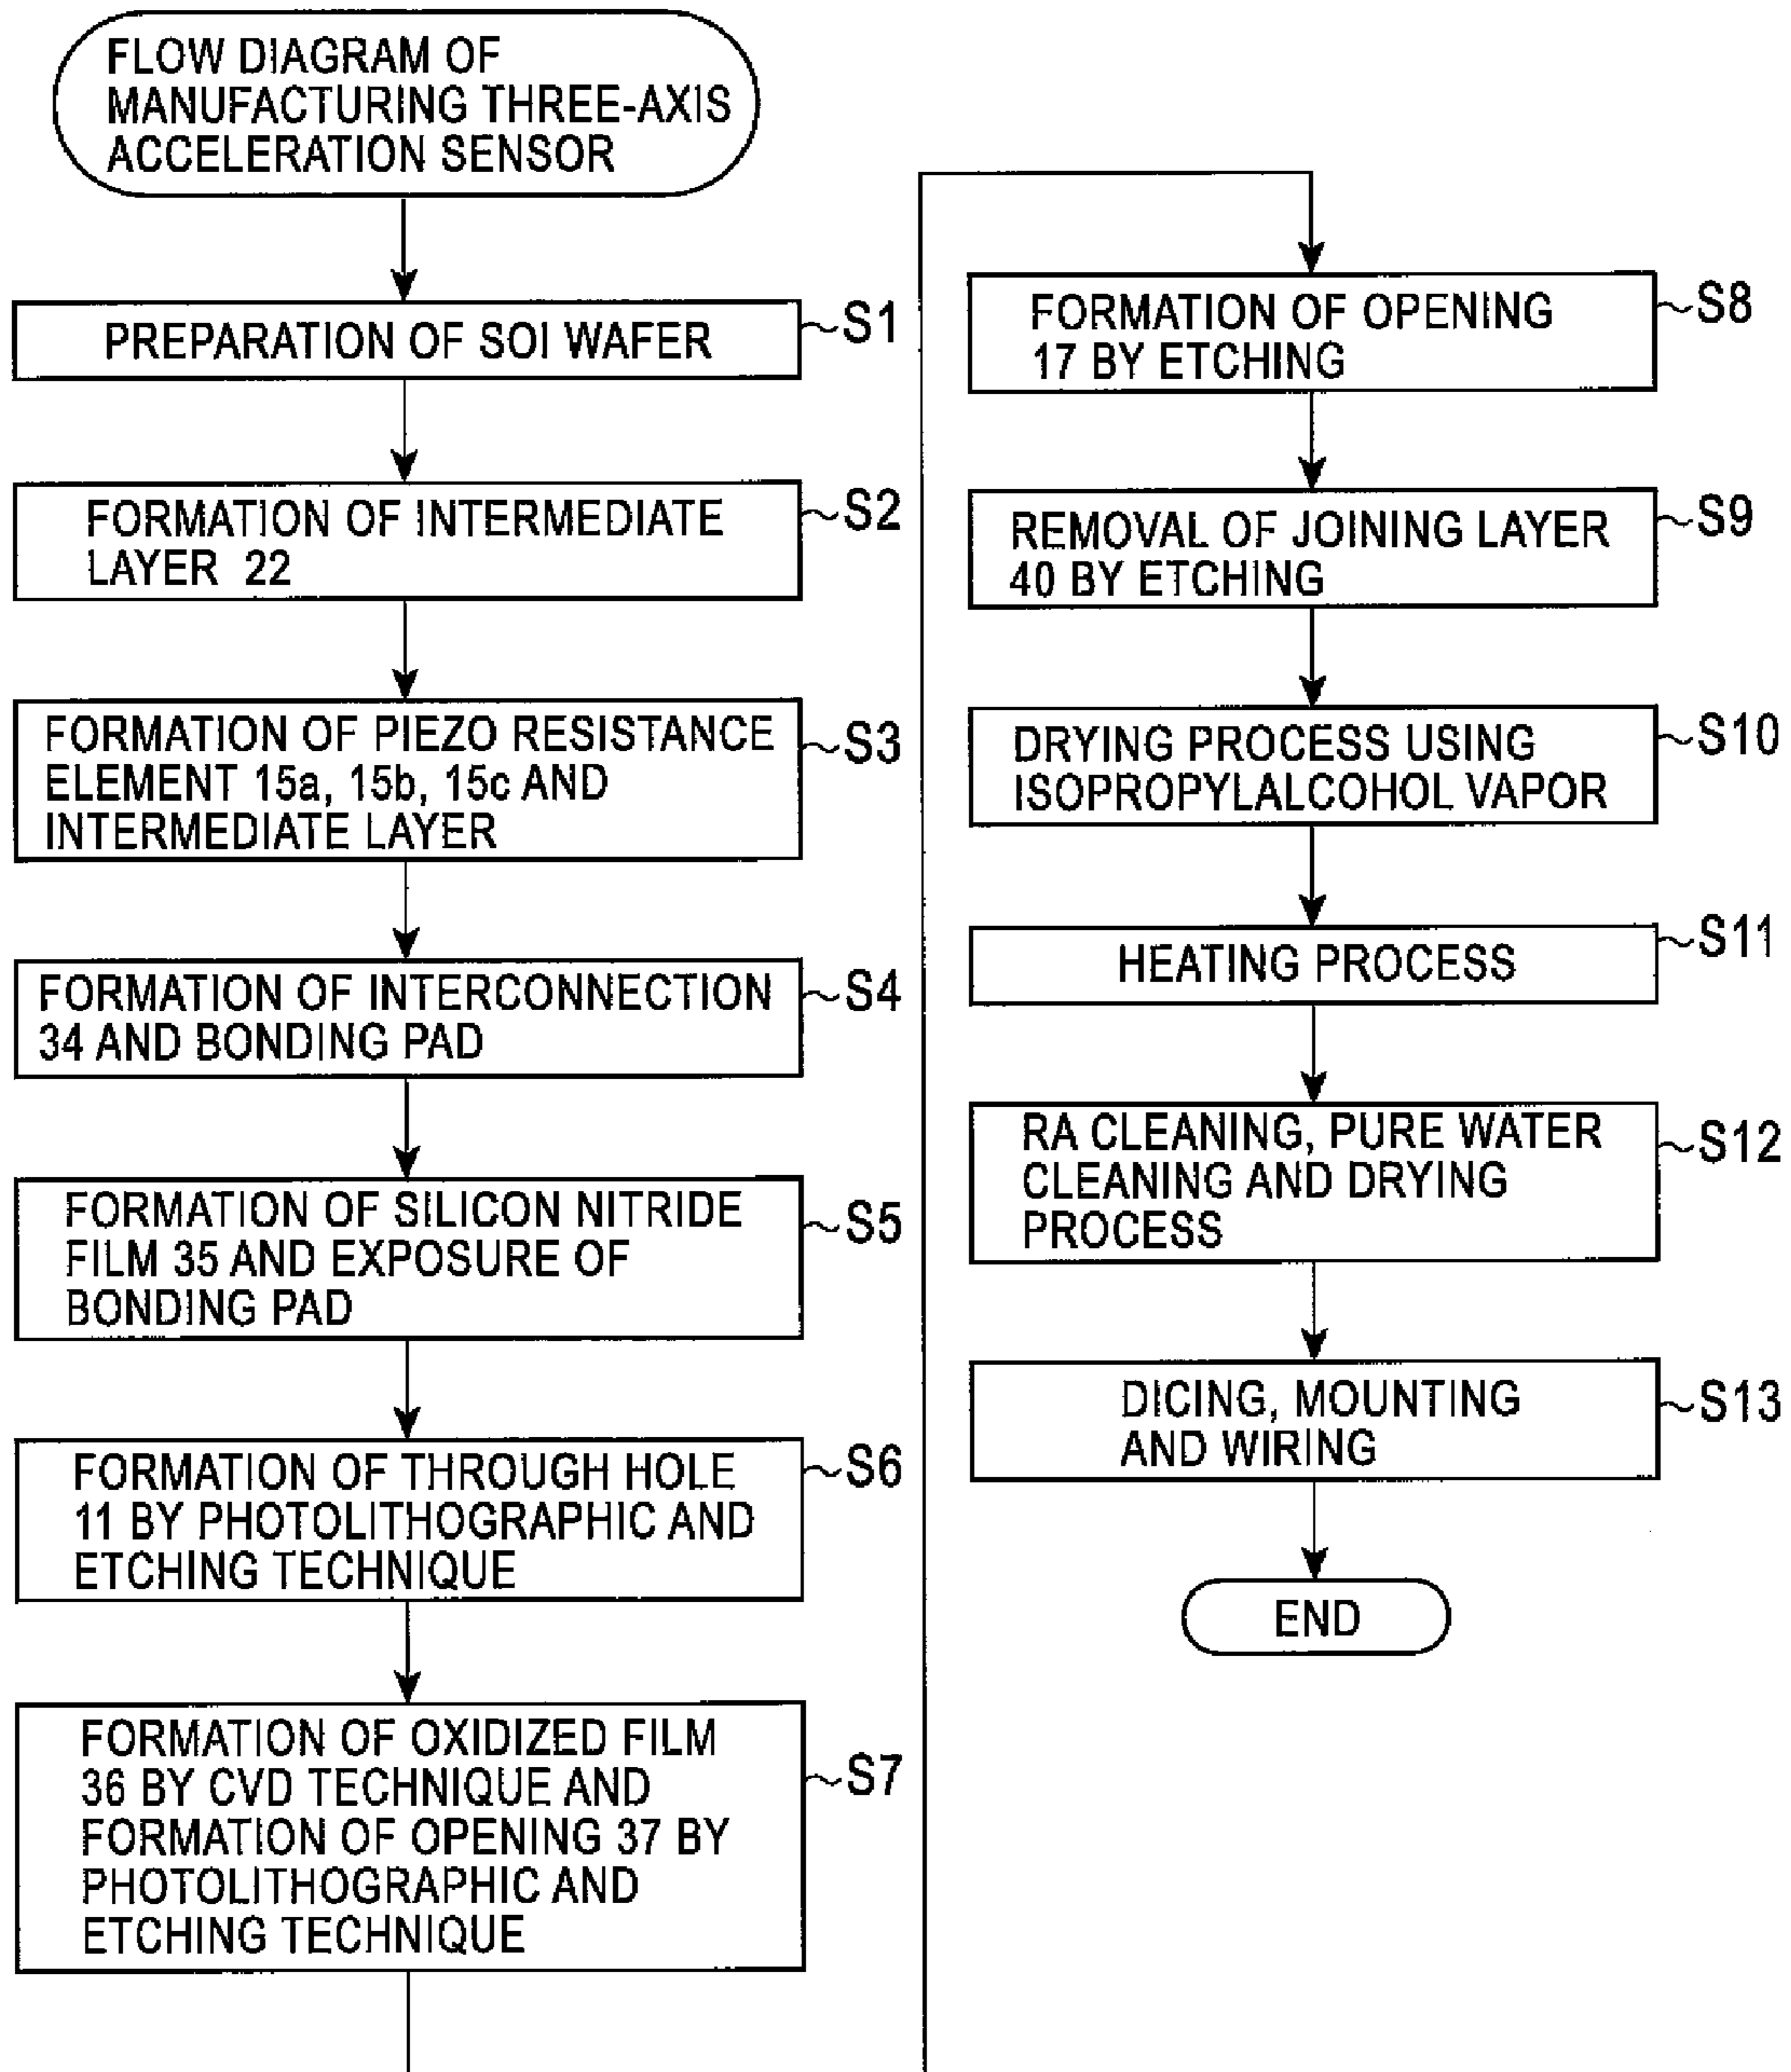 FLOW DIAGRAM OF
MANUFACTURING THREE-AXIS
ACCELERATION SENSOR
PREPARATION OF SOI WAFER
S1
FORMATION OF INTERMEDIATE
LAYER 22
S2
FORMATION OF PIEZO RESISTANCE
ELEMENT 15a, 15b, 15c AND
INTERMEDIATE LAYER
S3
FORMATION OF INTERCONNECTION
34 AND BONDING PAD
S4
FORMATION OF SILICON NITRIDE
FILM 35 AND EXPOSURE OF
BONDING PAD
S5
FORMATION OF THROUGH HOLE
11 BY PHOTOLITHOGRAPHIC AND
ETCHING TECHNIQUE
S6
FORMATION OF OXIDIZED FILM
36 BY CVD TECHNIQUE AND
FORMATION OF OPENING 37 BY
PHOTOLITHOGRAPHIC AND
ETCHING TECHNIQUE
S7
FORMATION OF OPENING
17 BY ETCHING
S8
REMOVAL OF JOINING LAYER
40 BY ETCHING
S9
DRYING PROCESS USING
ISOPROPYLALCOHOL VAPOR
S10
HEATING PROCESS
S11
RA CLEANING, PURE WATER
CLEANING AND DRYING
PROCESS
S12
DICING, MOUNTING
AND WIRING
S13
END